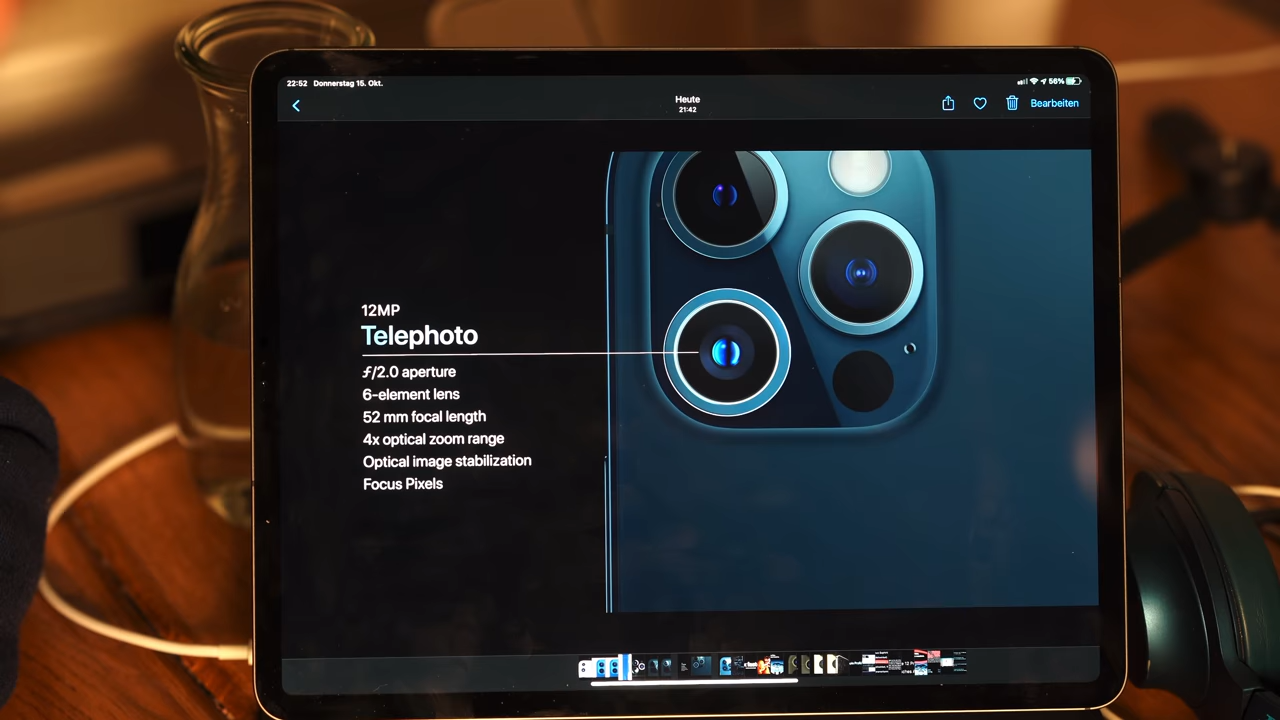 22:52 Donnerstag 15. Okt.
56%
Heute
21:42
Bearbeiten
12MP
Telephoto
ƒ/2.0 aperture
6-element lens
52 mm focal length
4x optical zoom range
Optical image stabilization
Focus Pixels